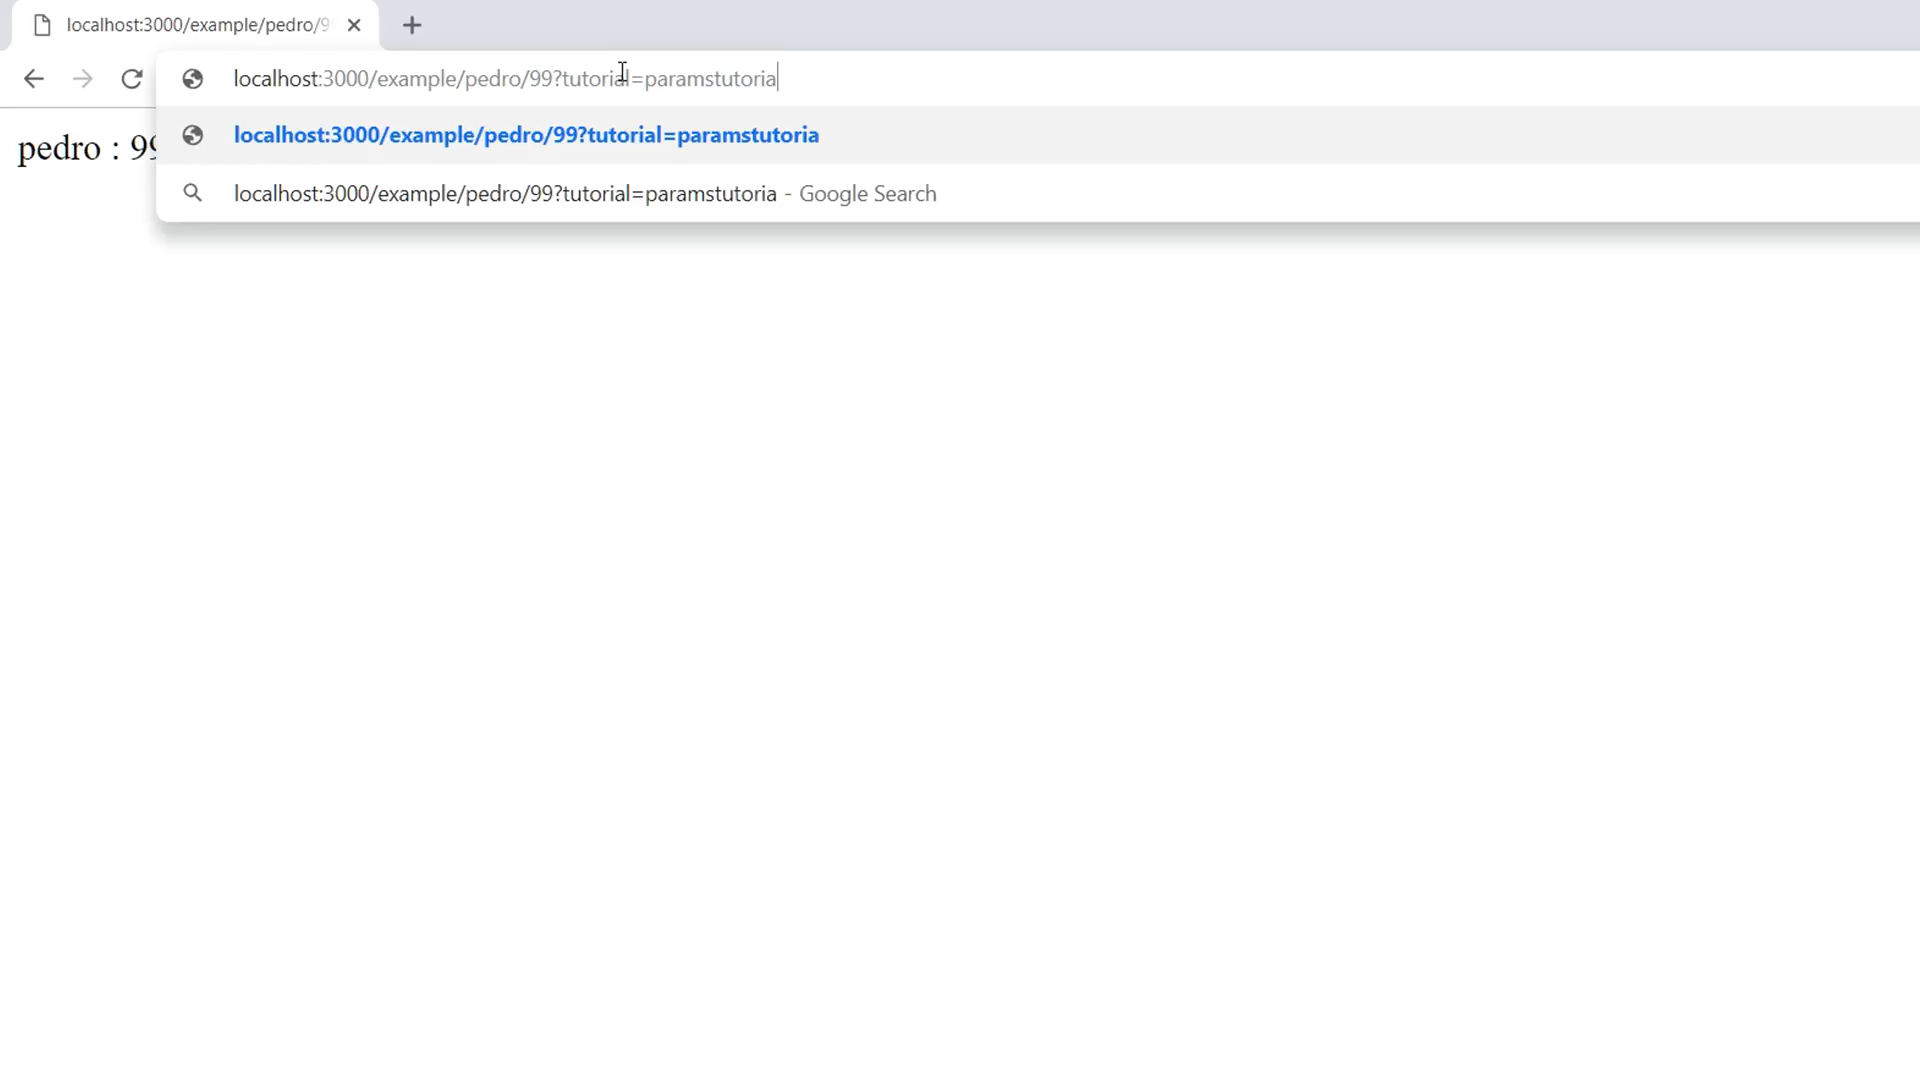 localhost:3000/example/pedro/9
localhost:3000/example/pedro/99?tutorial=paramstutoria
localhost:3000/example/pedro/99?tutorial=paramstutoria
pedro : 99
localhost:3000/example/pedro/99?tutorial=paramstutoria - Google Search